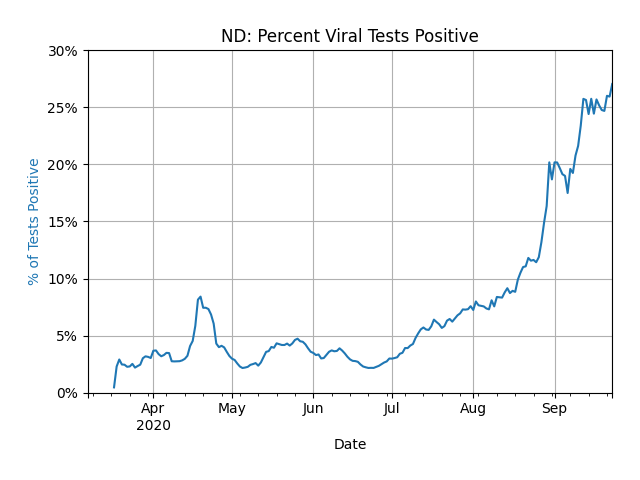 ND: Percent Viral Tests Positive
30%
25%
20%
15%
10%
5%
0%
% of Tests Positive
Apr May Jun Jul Aug Sep
2020
Date